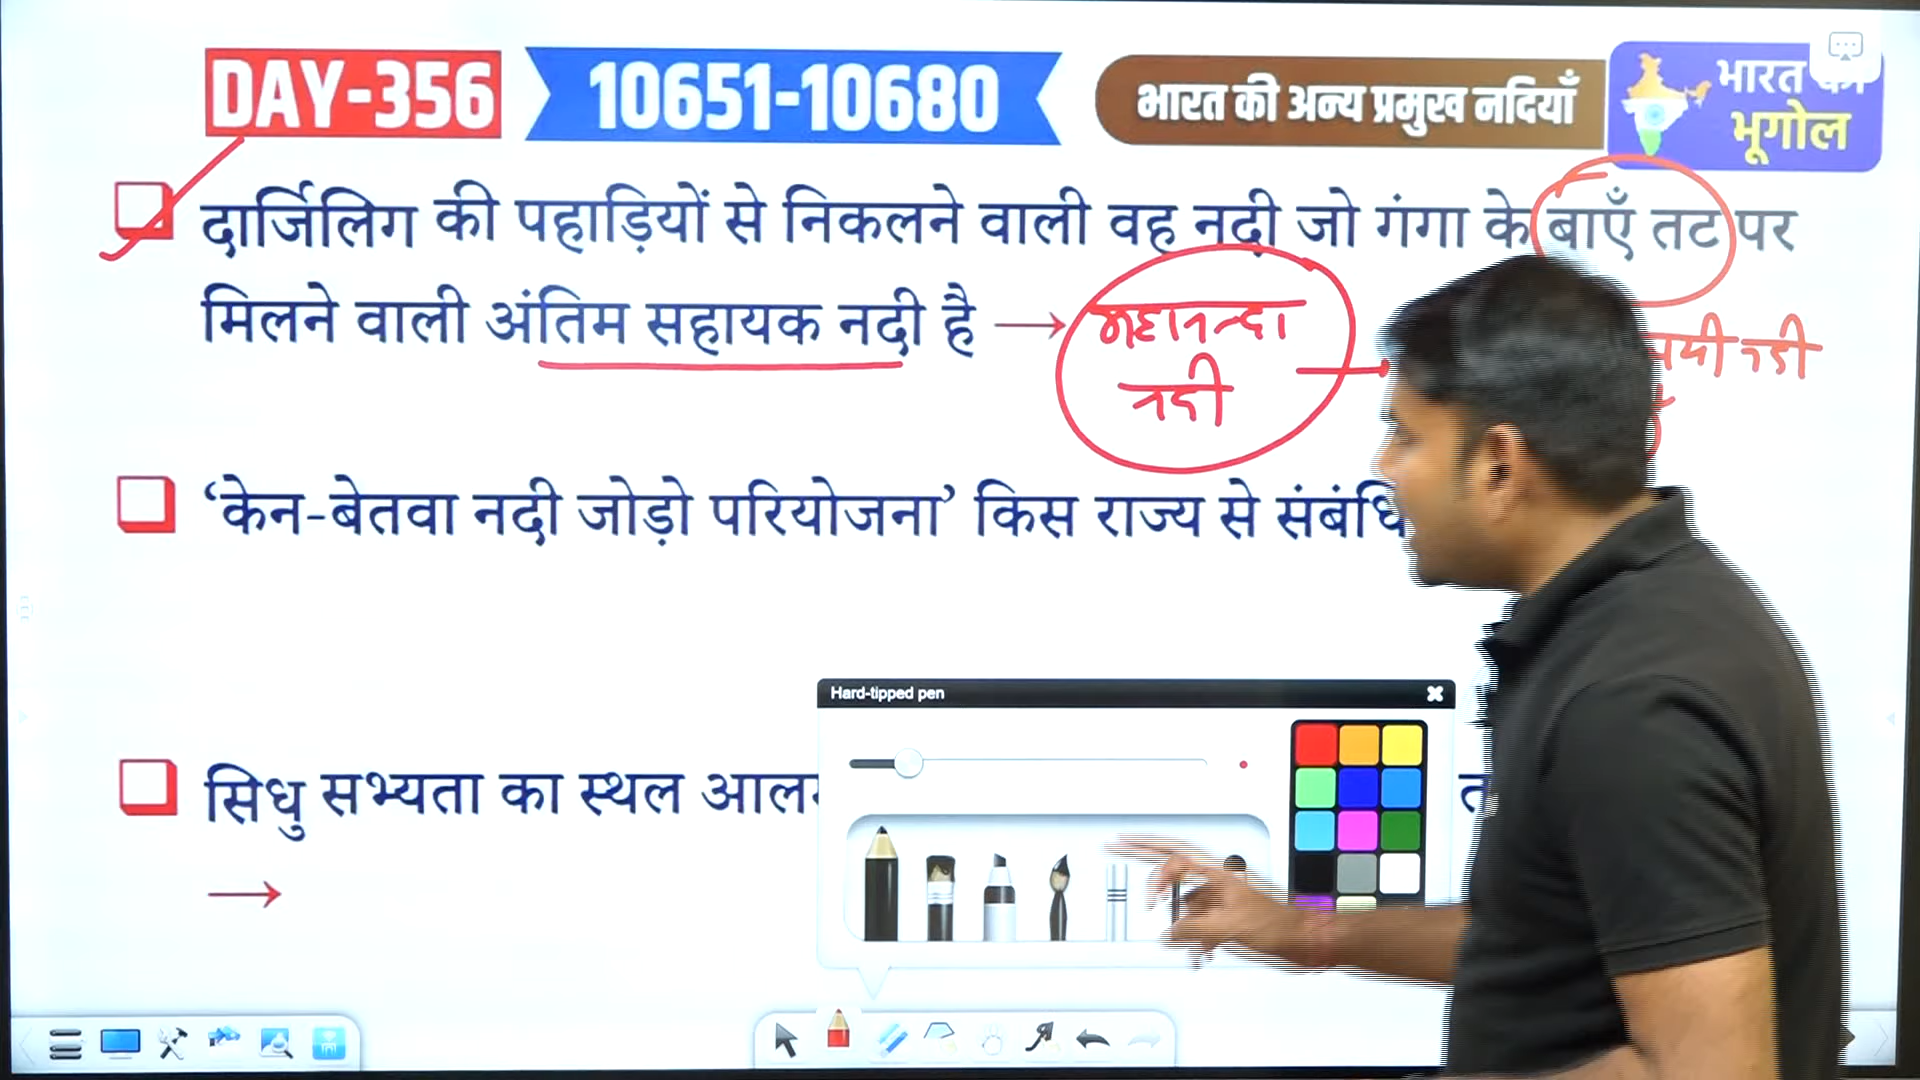 DAY-356
10651-10680
भारत की अन्य प्रमुख नदियाँ
भारत का
भूगोल
दार्जिलिग की पहाड़ियों से निकलने वाली वह नदी जो गंगा के बाएँ तट पर
मिलने वाली अंतिम सहायक नदी है →
महानन्दा
नदी
नदी
‘केन-बेतवा नदी जोड़ो परियोजना’ किस राज्य से
Hard-tipped pen
सिधु सभ्यता का स्थल
→